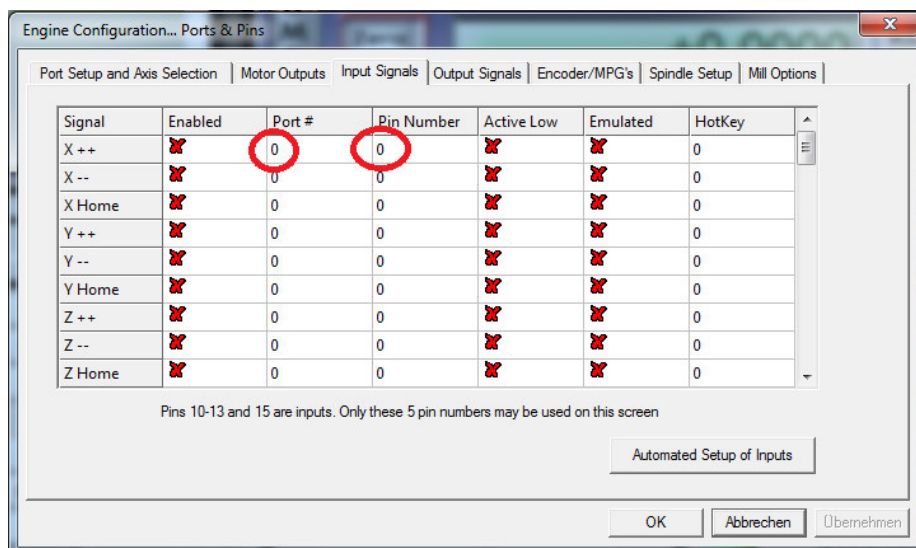 Engine Configuration... Ports & Pins
Port Setup and Axis Selection Motor Outputs Input Signals Output Signals Encoder/MPG's Spindle Setup Mill Options
Signal Enabled Port # Pin Number Active Low Emulated HotKey
X ++ 0 0 0
X -- 0 0 0
X Home 0 0 0
Y ++ 0 0 0
Y -- 0 0 0
Y Home 0 0 0
Z ++ 0 0 0
Z -- 0 0 0
Z Home 0 0 0
Pins 10-13 and 15 are inputs. Only these 5 pin numbers may be used on this screen
Automated Setup of Inputs
OK Abbrechen Übernehmen